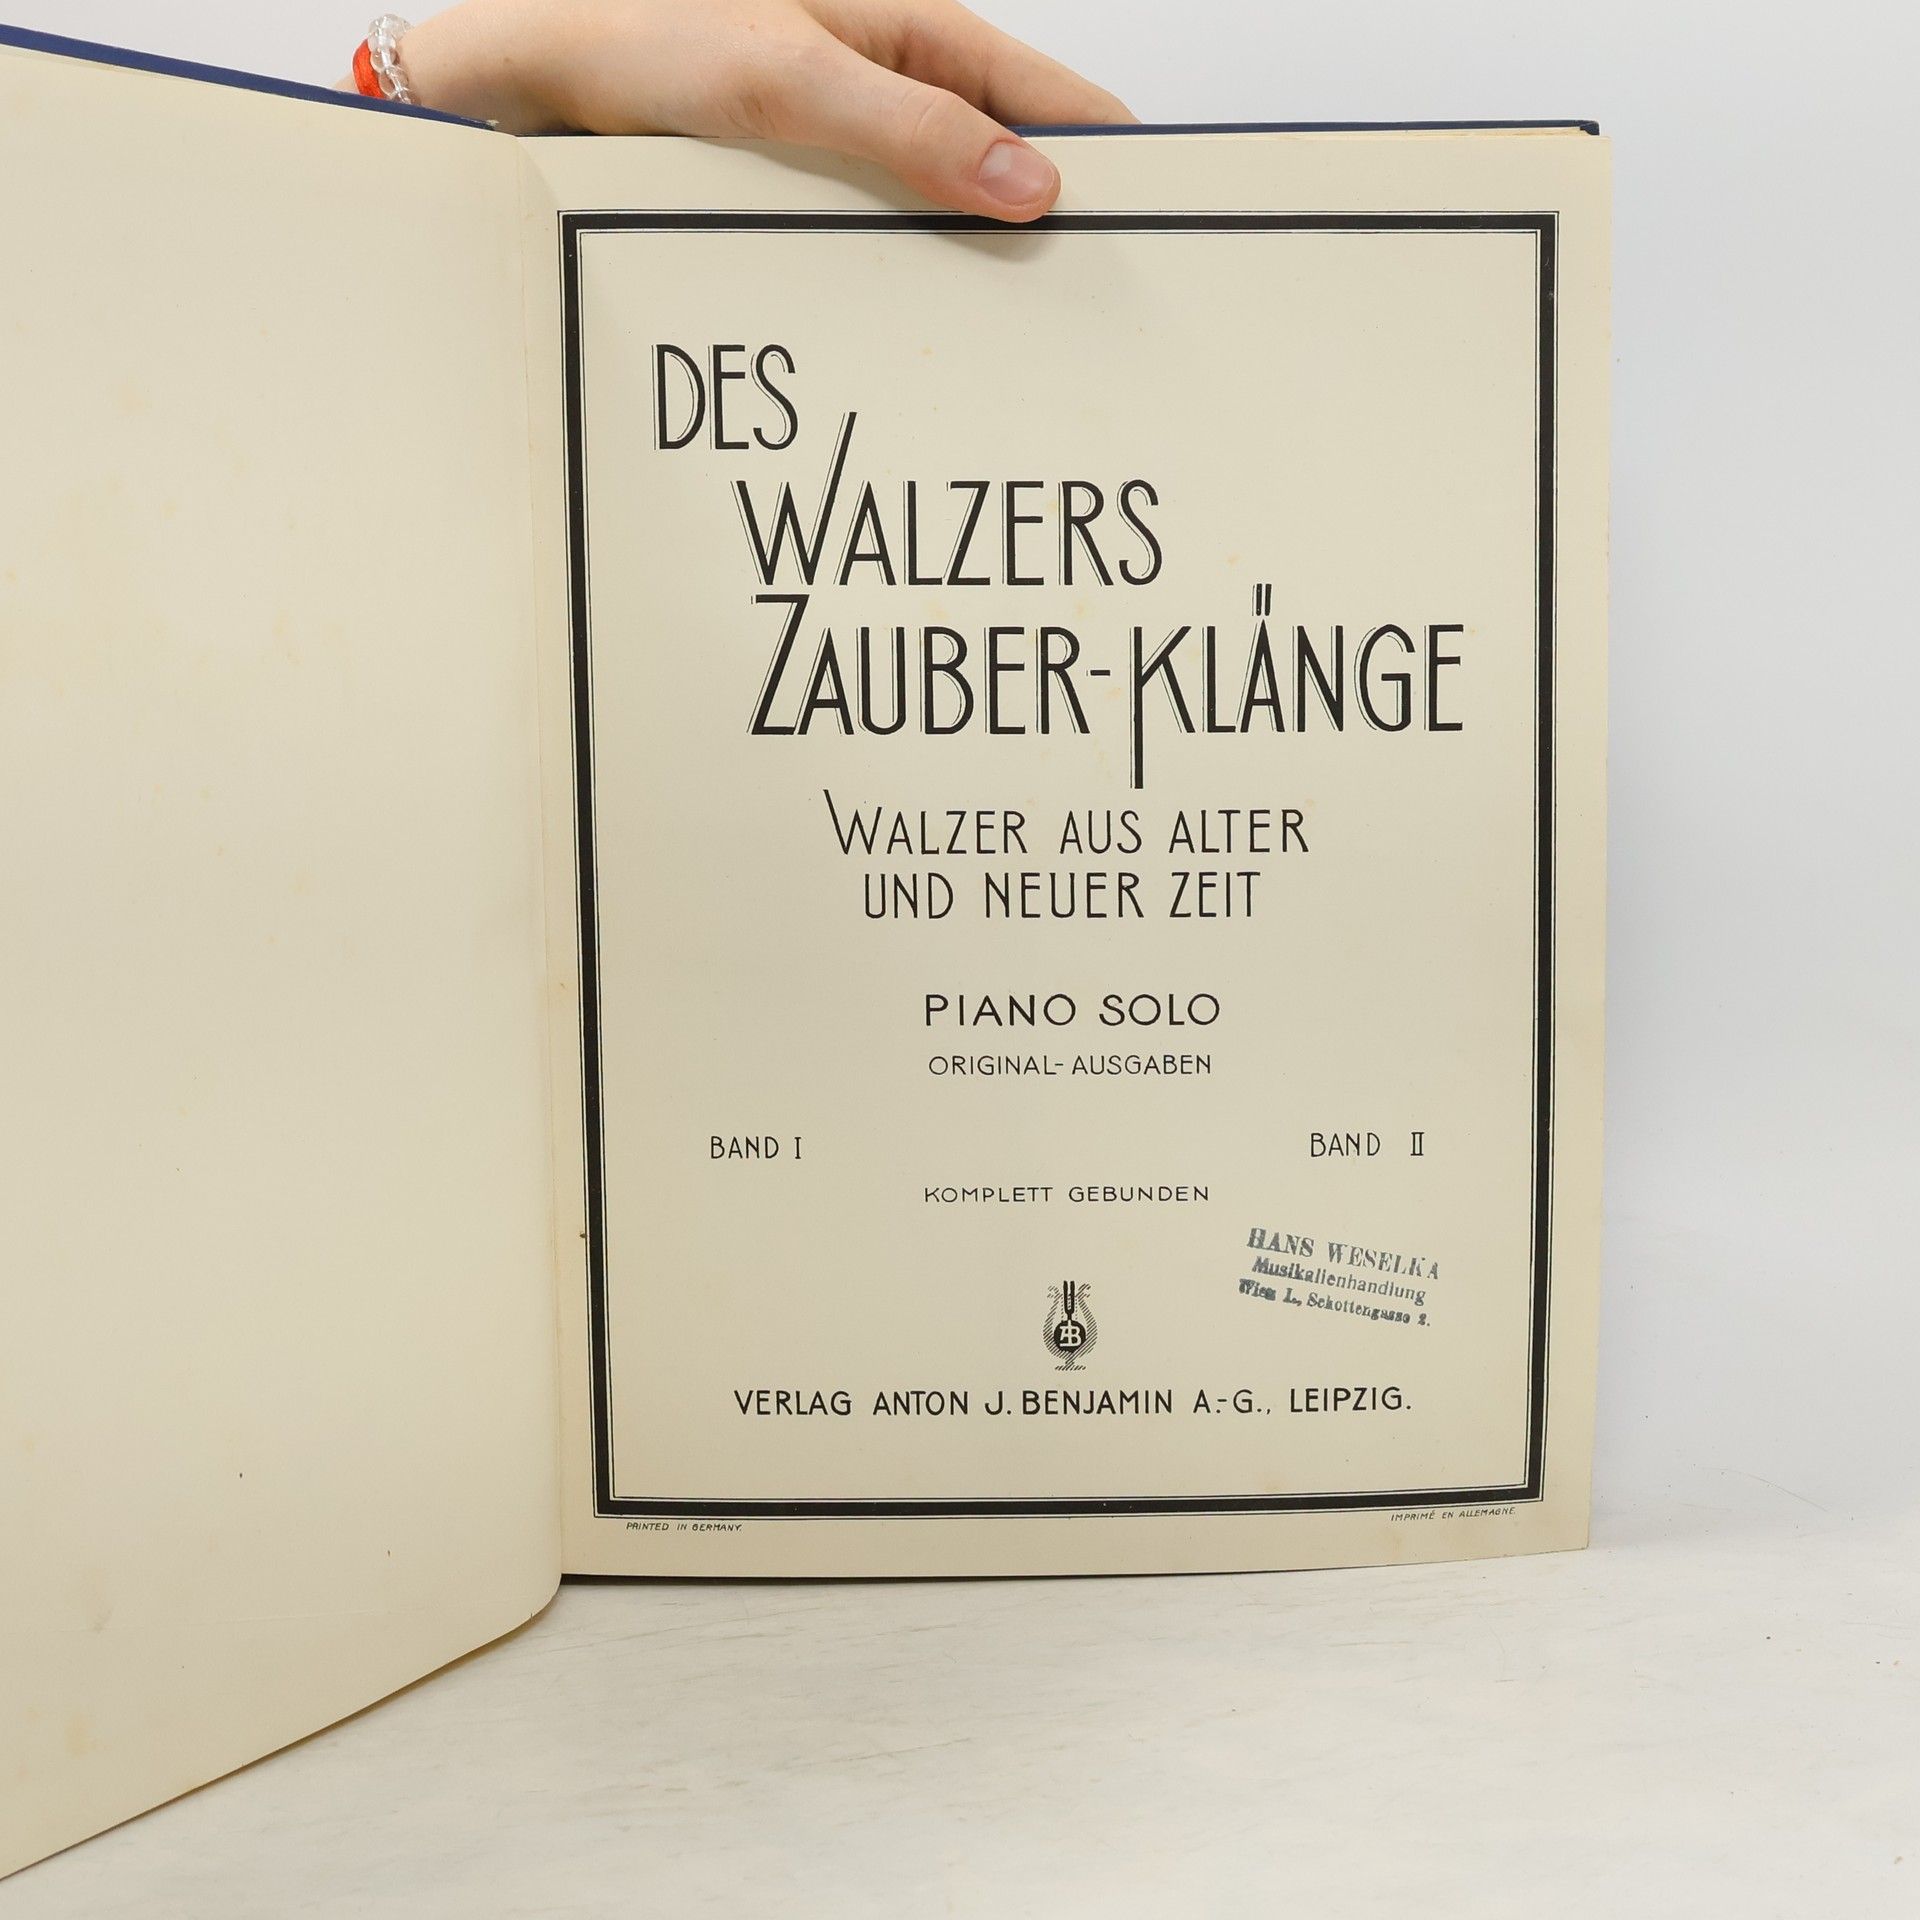 DES
WALZERS
ZAUBER-KLÄNGE
WALZER AUS ALTER
UND NEUER ZEIT
PIANO SOLO
ORIGINAL-AUSGABEN
BAND I
BAND II
KOMPLETT GEBUNDEN
HANS WESELKA
Musikalienhandlung
Wien I., Schottengasse 2.
AB
VERLAG ANTON J. BENJAMIN A.-G., LEIPZIG.
PRINTED IN GERMANY.
IMPRIMÉ EN ALLEMAGNE.